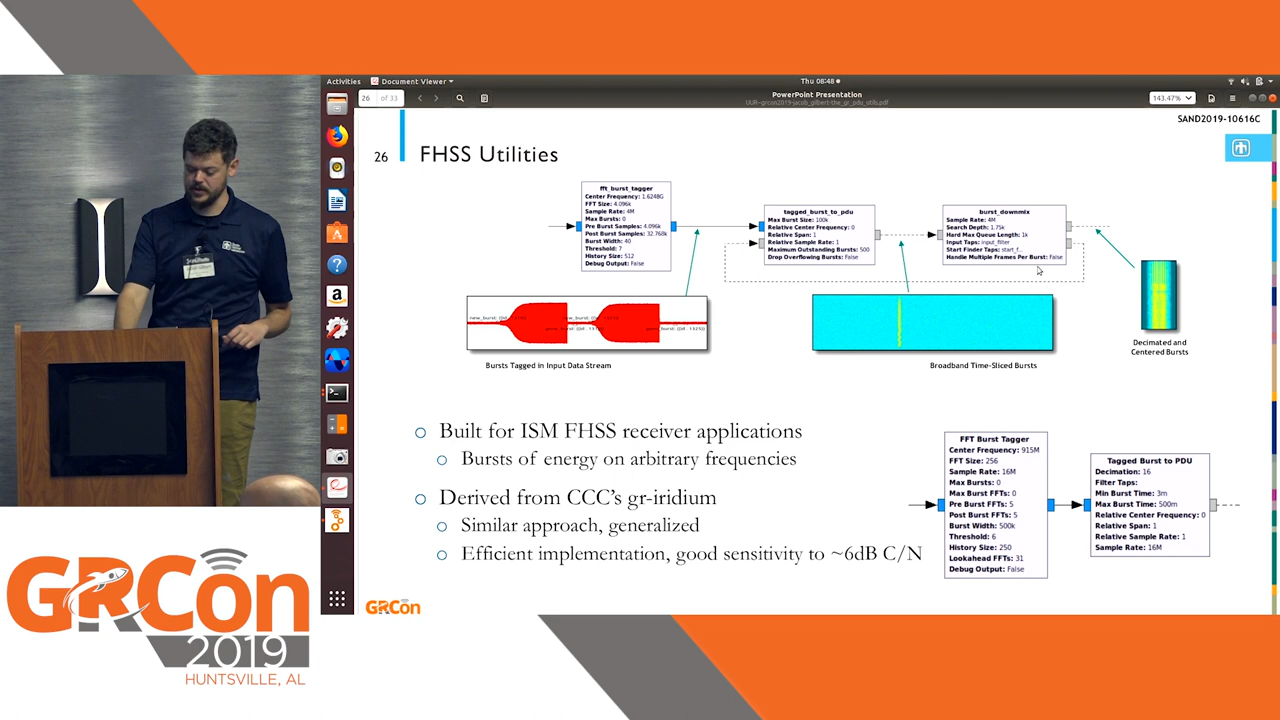 Activities
Document Viewer
Thu 08:48
26 of 33
PowerPoint Presentation
UUR-grcon2019-jacob_gilbert-the_gr_pdu_utils.pdf
143.47%
SAND2019-10616C
26
FHSS Utilities
fft_burst_tagger
Center Frequency: 1.6248G
FFT Size: 4.096k
Sample Rate: 4M
Max Bursts: 0
Pre Burst Samples: 4.096k
Post Burst Samples: 32.768k
Burst Width: 40
Threshold: 7
History Size: 512
Debug Output: False
tagged_burst_to_pdu
Max Burst Size: 100k
Relative Center Frequency: 0
Relative Span: 1
Relative Sample Rate: 1
Maximum Outstanding Bursts: 500
Drop Overflowing Bursts: False
burst_downmix
Sample Rate: 4M
Search Depth: 1.75k
Hard Max Queue Length: 1k
Input Taps: input_filter
Start Finder Taps: start_f...
Handle Multiple Frames Per Burst: False
Bursts Tagged in Input Data Stream
Broadband Time-Sliced Bursts
Decimated and
Centered Bursts
Built for ISM FHSS receiver applications
Bursts of energy on arbitrary frequencies
Derived from CCC's gr-iridium
Similar approach, generalized
Efficient implementation, good sensitivity to ~6dB C/N
FFT Burst Tagger
Center Frequency: 915M
FFT Size: 256
Sample Rate: 16M
Max Bursts: 0
Max Burst FFTs: 0
Pre Burst FFTs: 5
Post Burst FFTs: 5
Burst Width: 500k
Threshold: 6
History Size: 250
Lookahead FFTs: 31
Debug Output: False
Tagged Burst to PDU
Decimation: 16
Filter Taps:
Min Burst Time: 3m
Max Burst Time: 500m
Relative Center Frequency: 0
Relative Span: 1
Relative Sample Rate: 1
Sample Rate: 16M
GRCon
GRCon
2019
HUNTSVILLE, AL